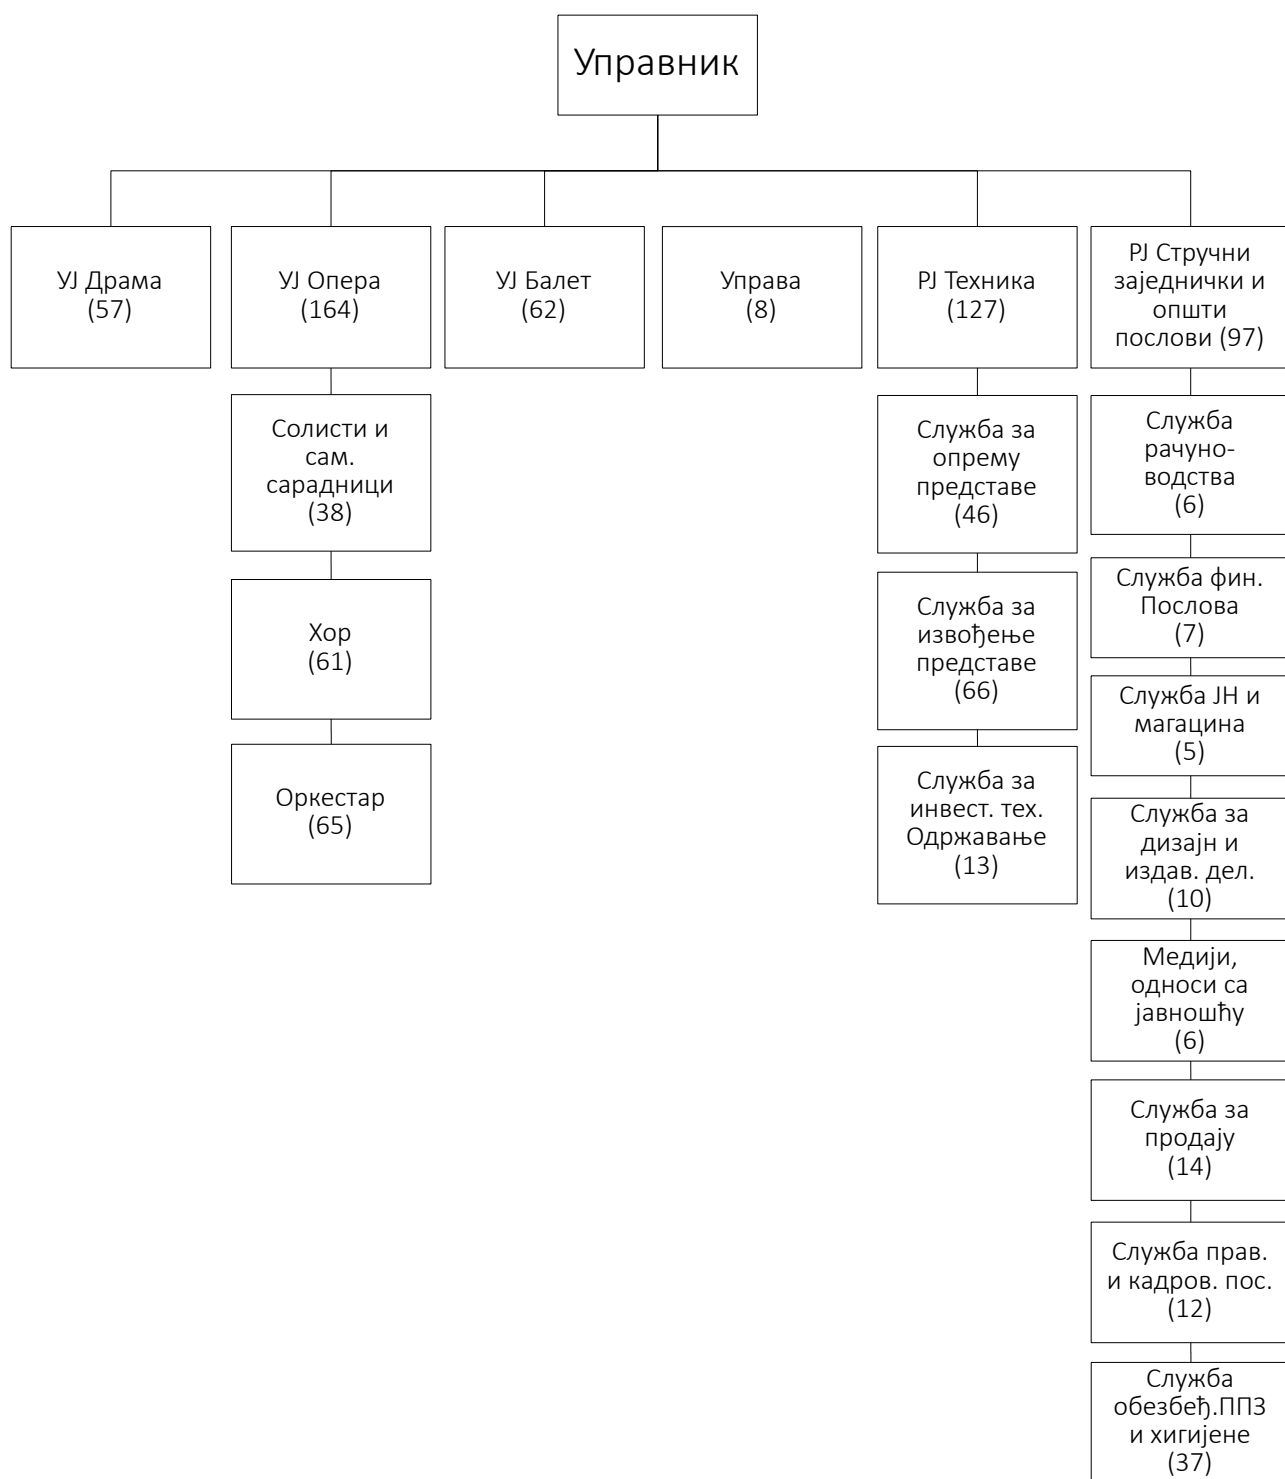 Управник
УЈ Драма
(57)
УЈ Опера
(164)
УЈ Балет
(62)
Управа
(8)
РЈ Техника
(127)
РЈ Стручни
заједнички и
општи
послови (97)
Солисти и
сам.
сарадници
(38)
Хор
(61)
Оркестар
(65)
Служба за
опрему
представе
(46)
Служба за
извођење
представе
(66)
Служба за
инвест. тех.
Одржавање
(13)
Служба
рачуно-
водства
(6)
Служба фин.
Послова
(7)
Служба ЈН и
магацина
(5)
Служба за
дизајн и
издав. дел.
(10)
Медији,
односи са
јавношћу
(6)
Служба за
продају
(14)
Служба прав.
и кадров. пос.
(12)
Служба
обезбеђ.ППЗ
и хигијене
(37)